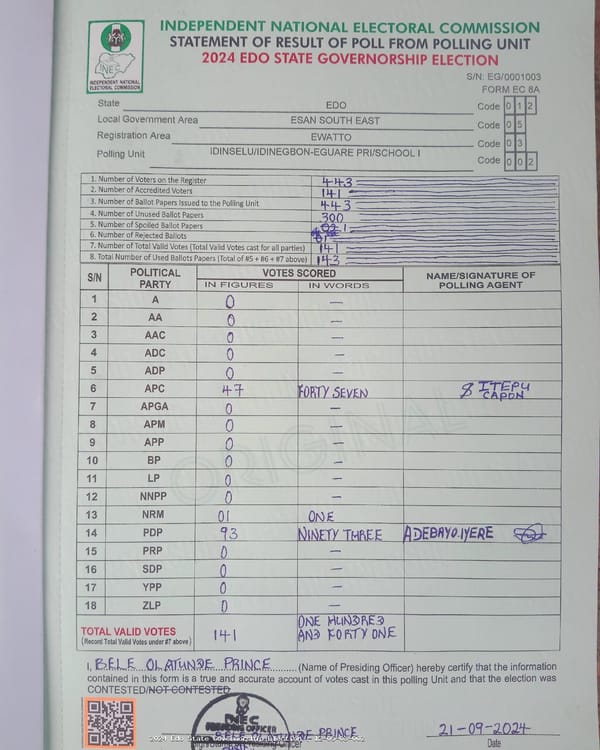 INDEPENDENT NATIONAL ELECTORAL COMMISSION
STATEMENT OF RESULT OF POLL FROM POLLING UNIT
2024 EDO STATE GOVERNORSHIP ELECTION
INEC
INDEPENDENT NATIONAL
ELECTORAL COMMISSION
S/N: EG/0001003
FORM EC 8A
State EDO Code 0 1 2
Local Government Area ESAN SOUTH EAST Code 0 5
Registration Area EWATTO Code 0 3
Polling Unit IDINSELU/IDINEGBON-EGUARE PRI/SCHOOL I Code 0 0 2
1. Number of Voters on the Register 443
2. Number of Accredited Voters 141
3. Number of Ballot Papers Issued to the Polling Unit 443
4. Number of Unused Ballot Papers 300
5. Number of Spoiled Ballot Papers
6. Number of Rejected Ballots
7. Number of Total Valid Votes (Total Valid Votes cast for all parties) 141
8. Total Number of Used Ballots Papers (Total of #5 + #6 + #7 above) 143
S/N POLITICAL PARTY VOTES SCORED NAME/SIGNATURE OF POLLING AGENT
IN FIGURES IN WORDS
1 A 0 —
2 AA 0 —
3 AAC 0 —
4 ADC 0 —
5 ADP 0 —
6 APC 47 FORTY SEVEN ITEPU CAPON
7 APGA 0 —
8 APM 0 —
9 APP 0 —
10 BP 0 —
11 LP 0 —
12 NNPP 0 —
13 NRM 01 ONE
14 PDP 93 NINETY THREE ADEBAYO.IYERE
15 PRP 0 —
16 SDP 0 —
17 YPP 0 —
18 ZLP 0 —
ORIGINAL
TOTAL VALID VOTES 141 ONE HUNDRED AND FORTY ONE
(Record Total Valid Votes under #7 above)
I, BELE OLATUNDE PRINCE (Name of Presiding Officer) hereby certify that the information
contained in this form is a true and accurate account of votes cast in this polling Unit and that the election was
CONTESTED/NOT CONTESTED
INEC
PRESIDING OFFICER
PRINCE 21-09-2024
Date